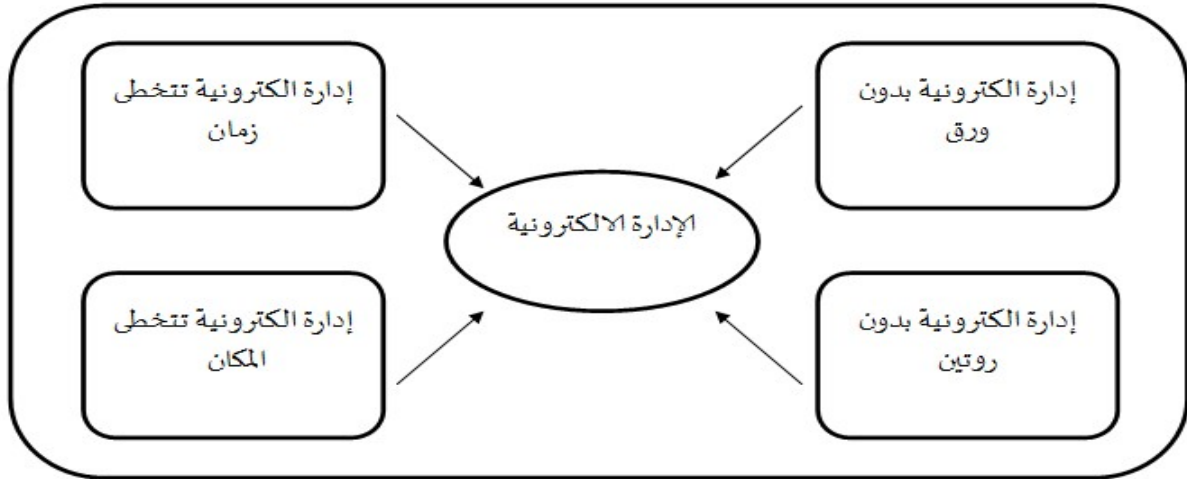 إدارة الكترونية بدون
ورق
إدارة الكترونية تتخطى
زمان
الإدارة الالكترونية
إدارة الكترونية بدون
روتين
إدارة الكترونية تتخطى
المكان